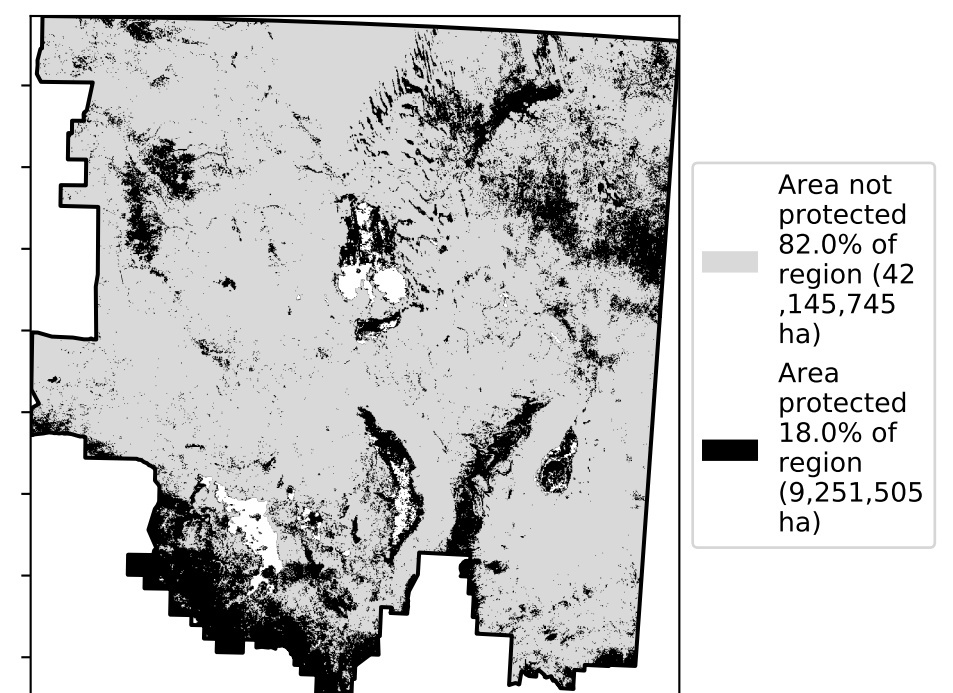 Area not
protected
82.0% of
region (42
,145,745
ha)
Area
protected
18.0% of
region
(9,251,505
ha)